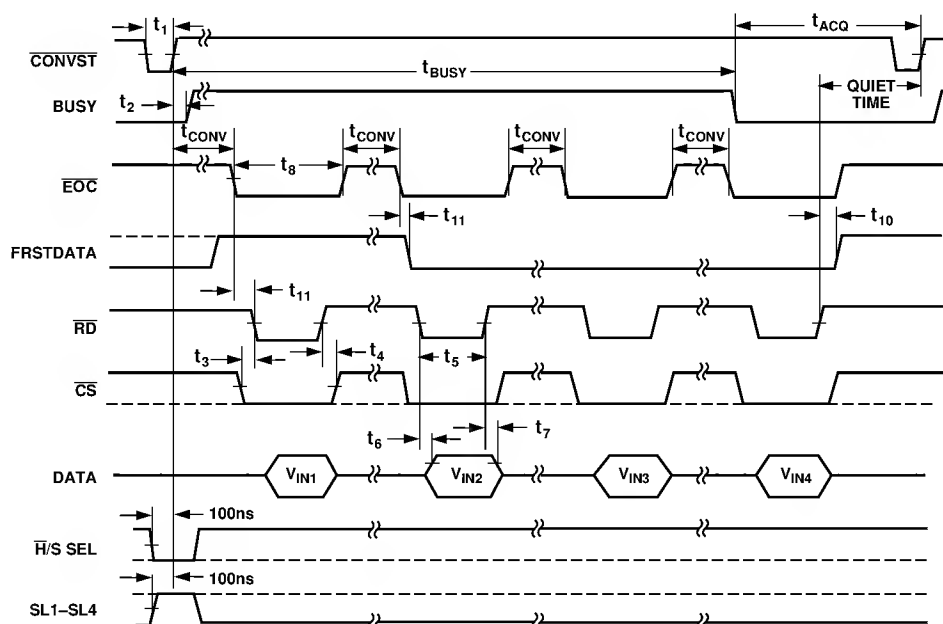 t1
tACQ
CONVST
tBUSY
t2
QUIET
TIME
BUSY
tCONV
t8
tCONV
tCONV
tCONV
EOC
t11
t10
FRSTDATA
t11
RD
t3
t4
t5
CS
t6
t7
DATA
VIN1
VIN2
VIN3
VIN4
100ns
H/S SEL
100ns
SL1–SL4